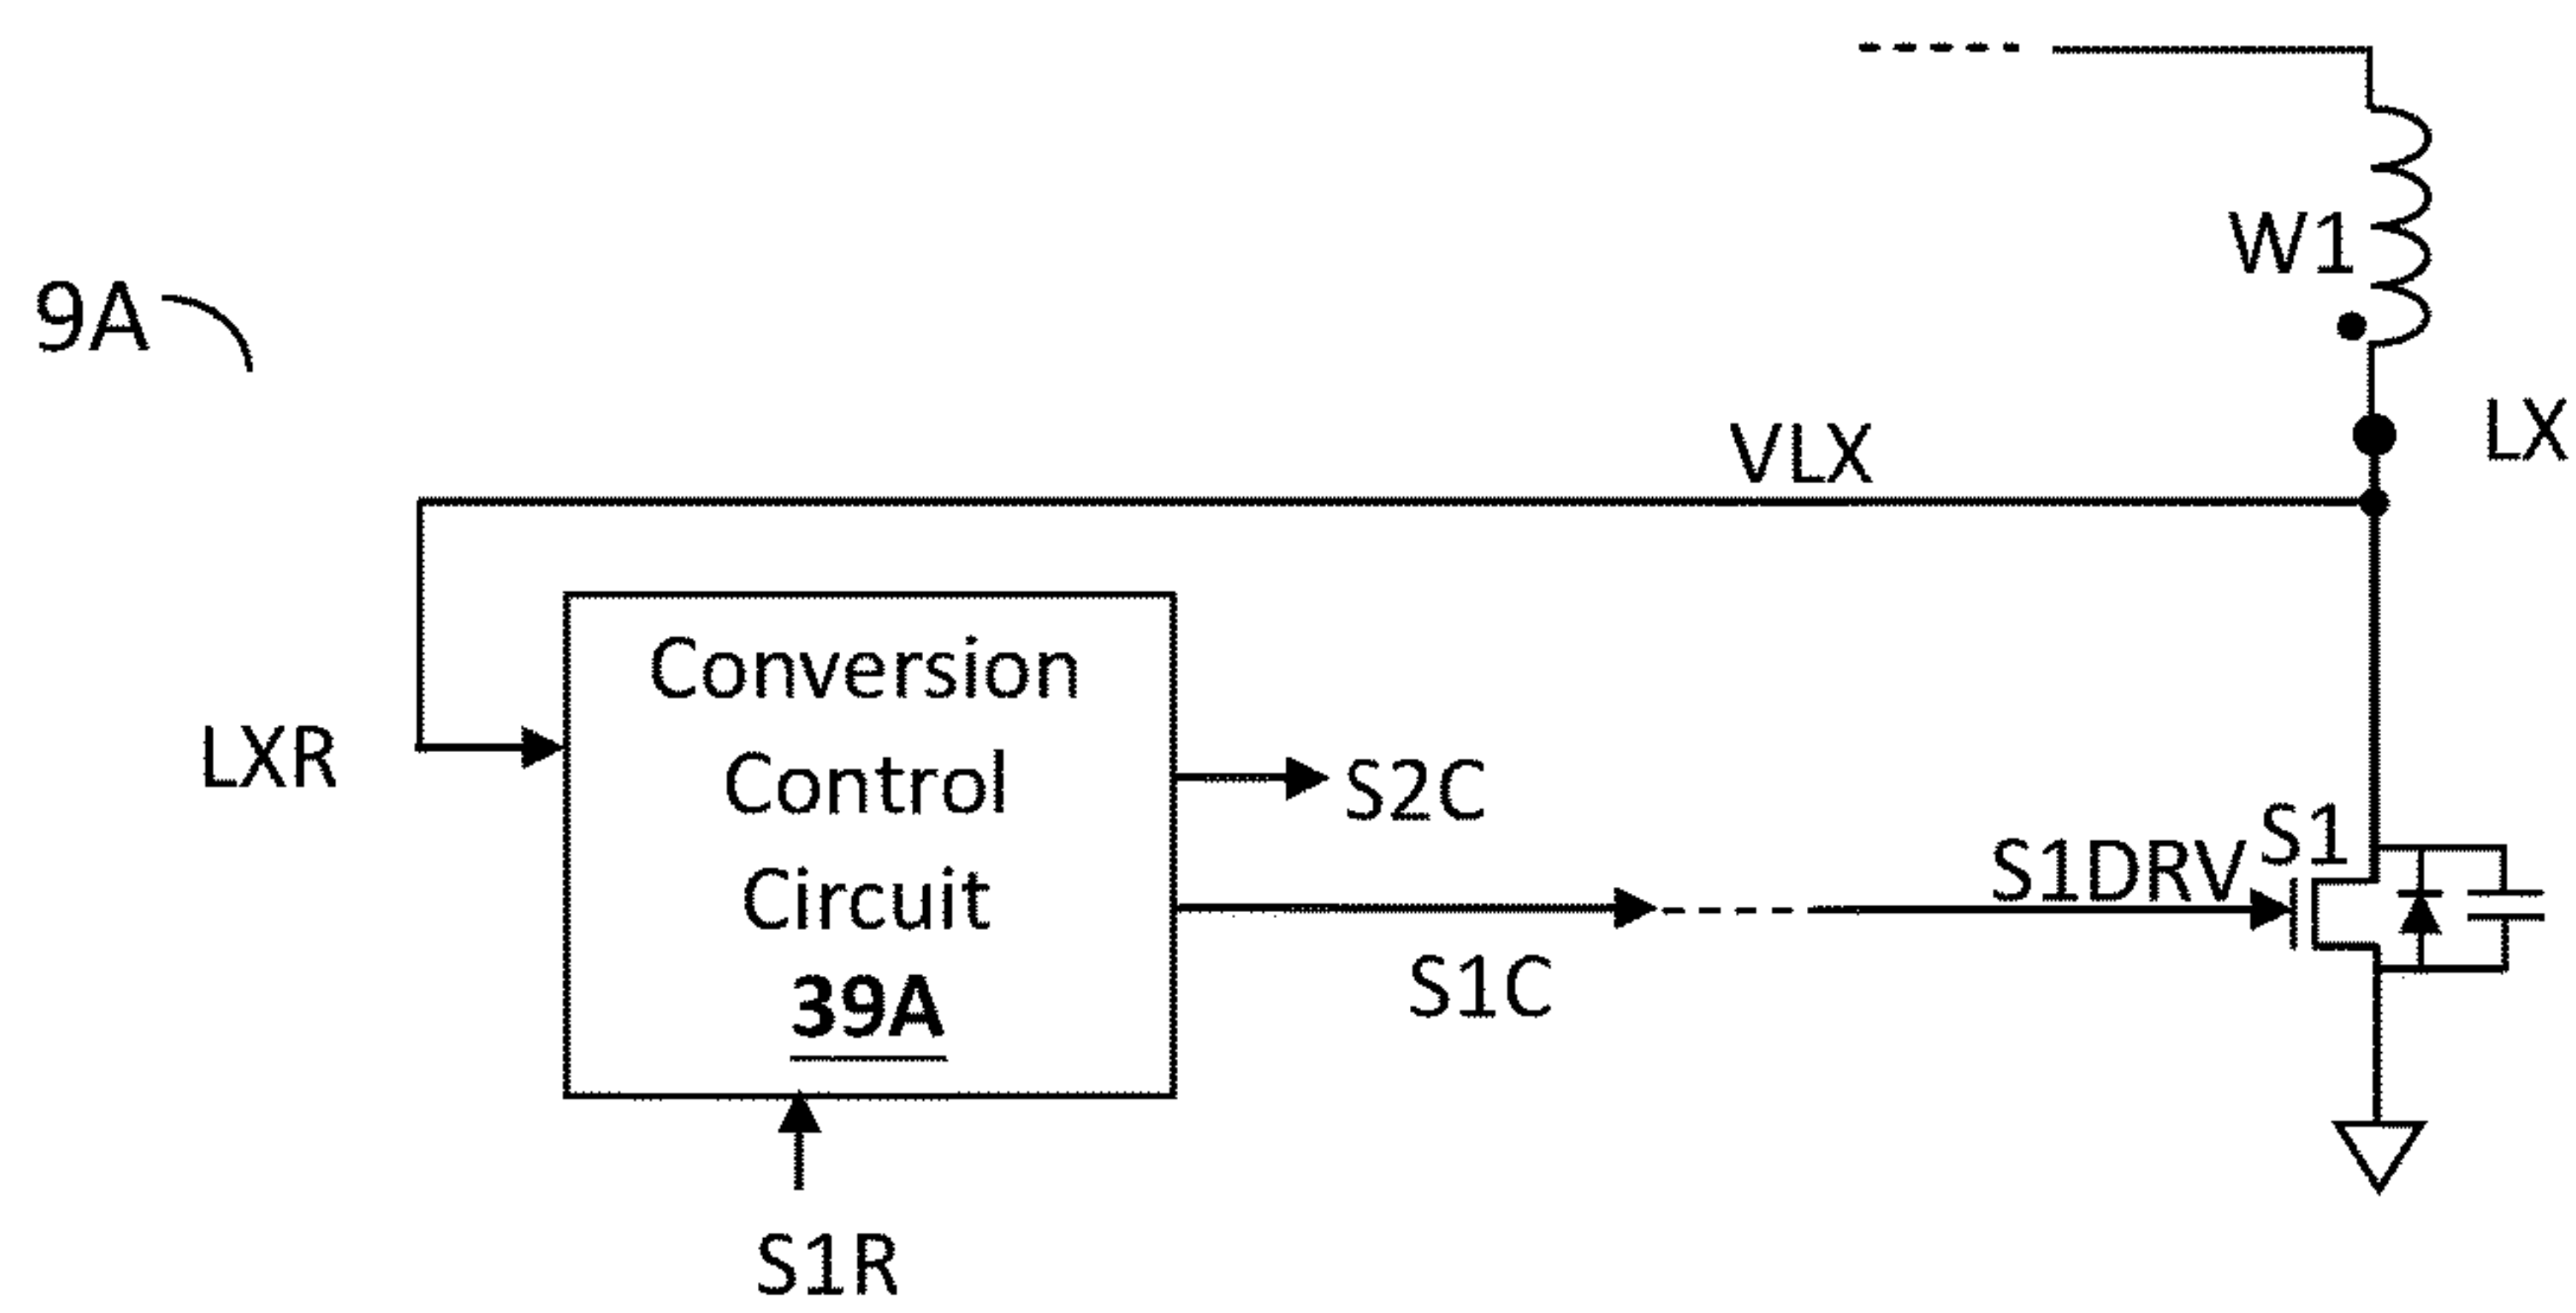 W1
9A
LX
VLX
Conversion
Control
Circuit
39A
LXR
S2C
S1
S1DRV
S1C
S1R